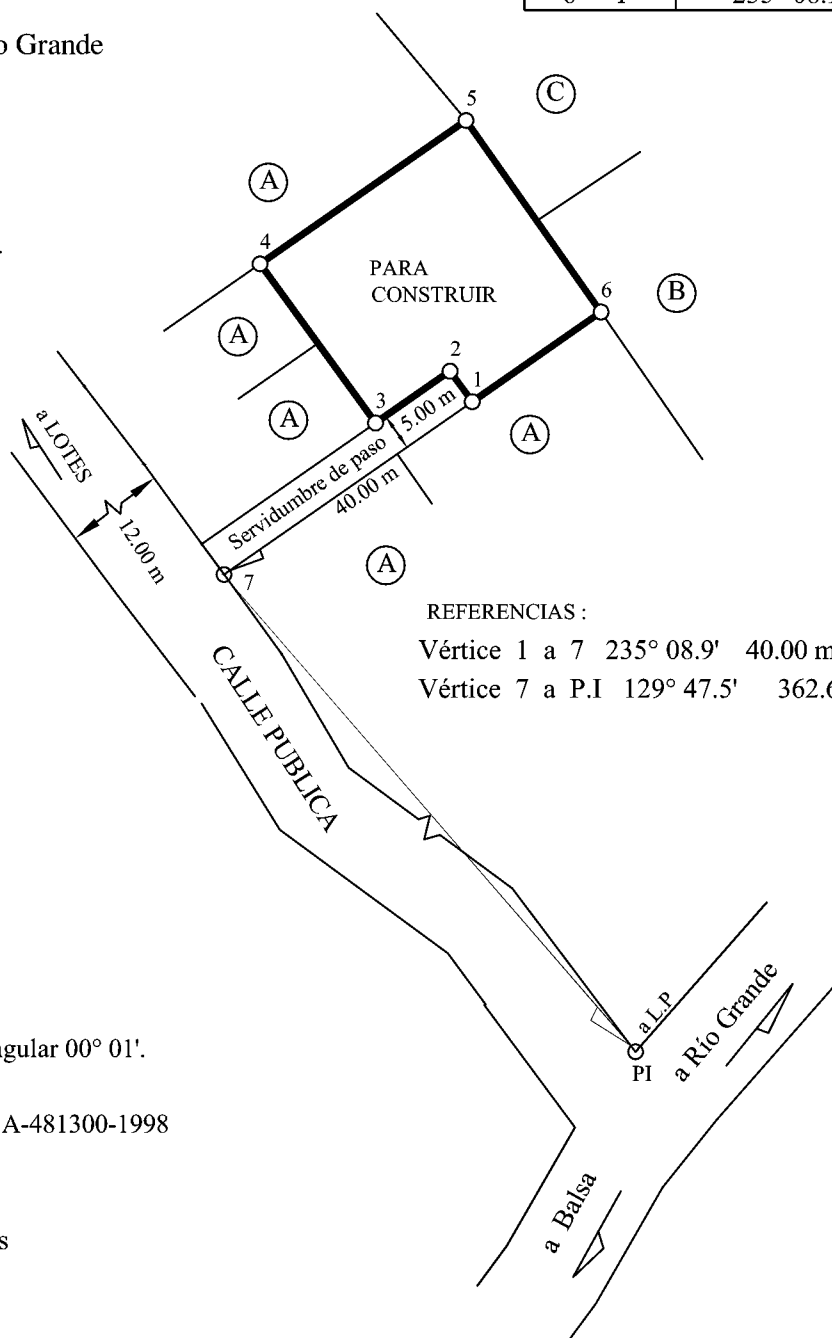 o Grande
5
C
A
4
PARA
CONSTRUIR
6
B
A
2
1
3
A
5.00 m
A
a LOTES
Servidumbre de paso
40.00 m
12.00 m
7
A
REFERENCIAS :
Vértice 1 a 7 235° 08.9' 40.00 m
Vértice 7 a P.I 129° 47.5' 362.6
CALLE PUBLICA
a L.P
a Río Grande
PI
gular 00° 01'.
A-481300-1998
a Balsa
s